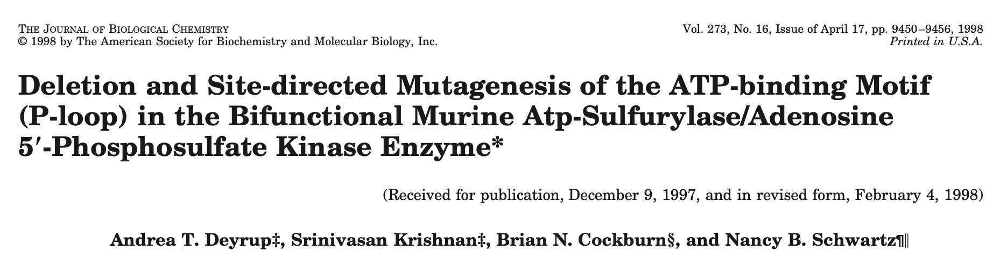 THE JOURNAL OF BIOLOGICAL CHEMISTRY
© 1998 by The American Society for Biochemistry and Molecular Biology, Inc.
Vol. 273, No. 16, Issue of April 17, pp. 9450–9456, 1998
Printed in U.S.A.
Deletion and Site-directed Mutagenesis of the ATP-binding Motif
(P-loop) in the Bifunctional Murine Atp-Sulfurylase/Adenosine
5′-Phosphosulfate Kinase Enzyme*
(Received for publication, December 9, 1997, and in revised form, February 4, 1998)
Andrea T. Deyrup‡, Srinivasan Krishnan‡, Brian N. Cockburn§, and Nancy B. Schwartz¶‖